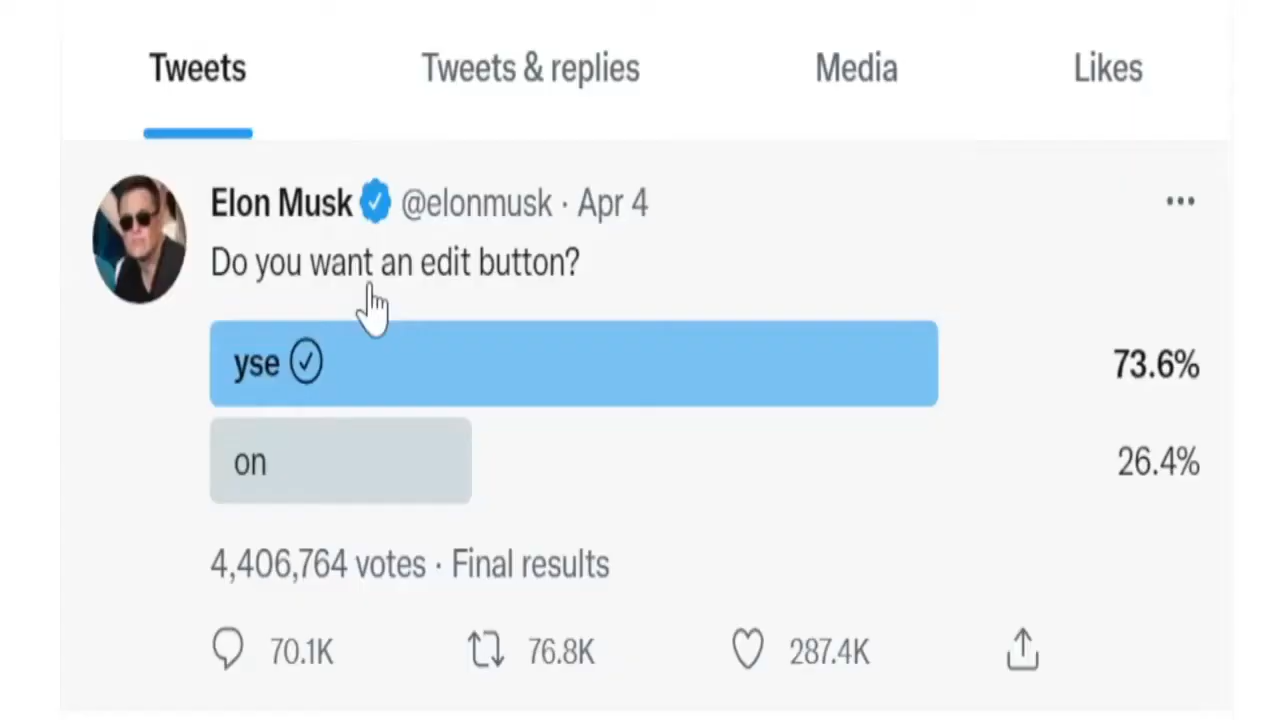 Tweets Tweets & replies Media Likes
Elon Musk @elonmusk · Apr 4
Do you want an edit button?
yse 73.6%
on 26.4%
4,406,764 votes · Final results
70.1K 76.8K 287.4K